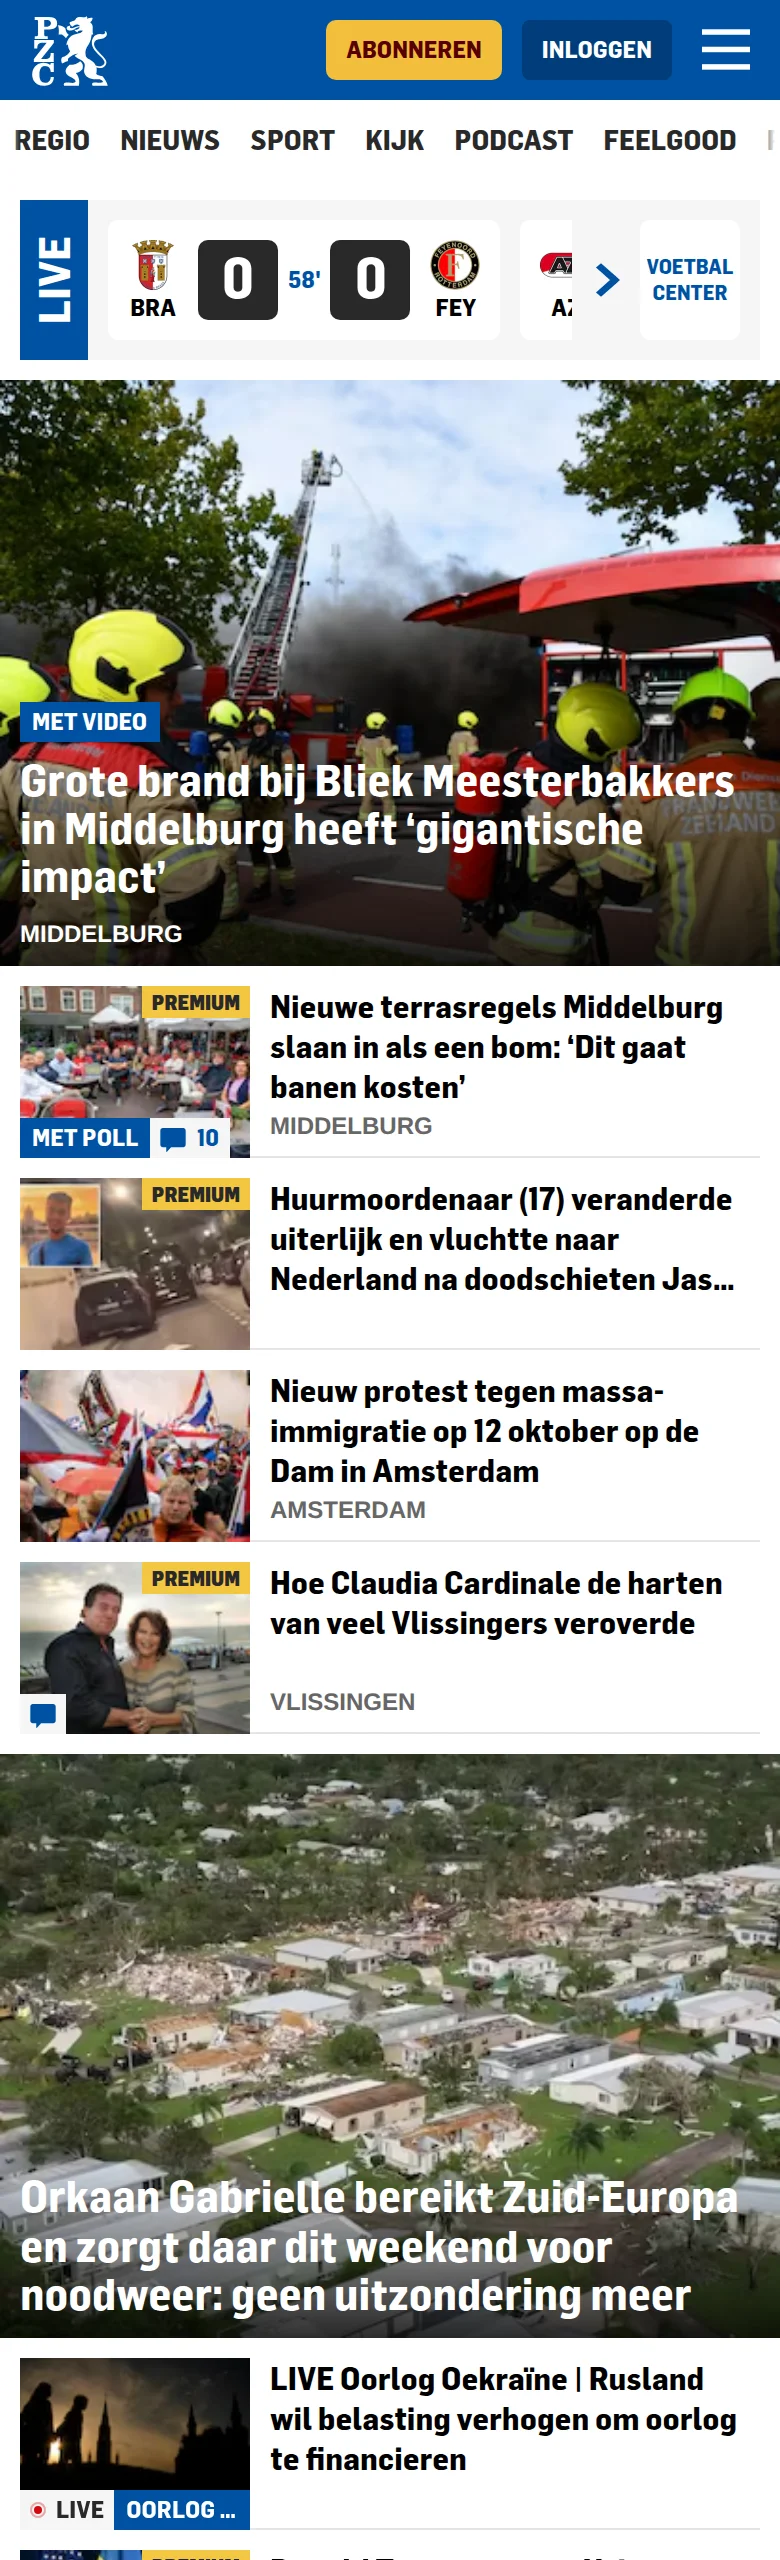 PZC
ABONNEREN
INLOGGEN
REGIO NIEUWS SPORT KIJK PODCAST FEELGOOD
LIVE
BRA
0
58'
0
FEY
AZ
VOETBAL
CENTER
MET VIDEO
Grote brand bij Bliek Meesterbakkers
in Middelburg heeft ‘gigantische
impact’
MIDDELBURG
PREMIUM
MET POLL
10
Nieuwe terrasregels Middelburg
slaan in als een bom: ‘Dit gaat
banen kosten’
MIDDELBURG
PREMIUM
Huurmoordenaar (17) veranderde
uiterlijk en vluchtte naar
Nederland na doodschieten Jas...
Nieuw protest tegen massa-
immigratie op 12 oktober op de
Dam in Amsterdam
AMSTERDAM
PREMIUM
Hoe Claudia Cardinale de harten
van veel Vlissingers veroverde
VLISSINGEN
Orkaan Gabrielle bereikt Zuid-Europa
en zorgt daar dit weekend voor
noodweer: geen uitzondering meer
LIVE
OORLOG ...
LIVE Oorlog Oekraïne | Rusland
wil belasting verhogen om oorlog
te financieren